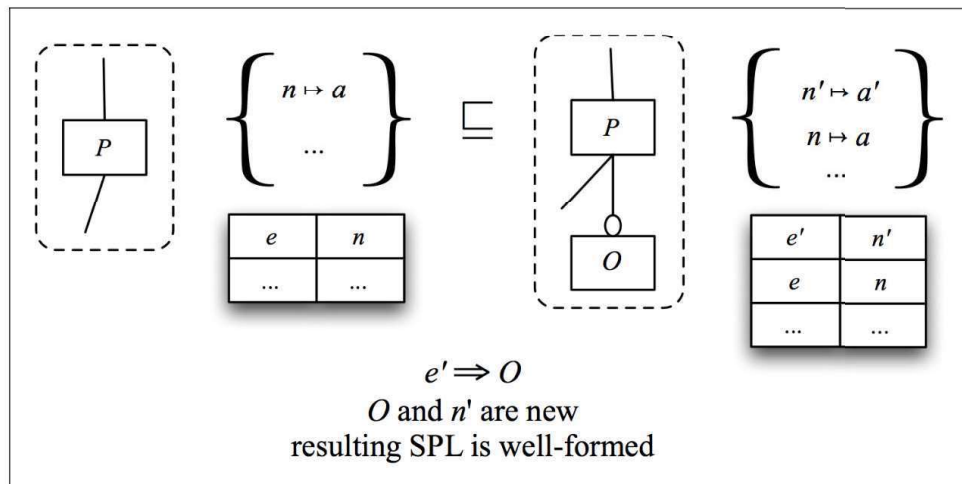 P
n ↦ a
...
e n
... ...
⊑
P
O
n' ↦ a'
n ↦ a
...
e' n'
e n
... ...
e' ⇒ O
O and n' are new
resulting SPL is well-formed